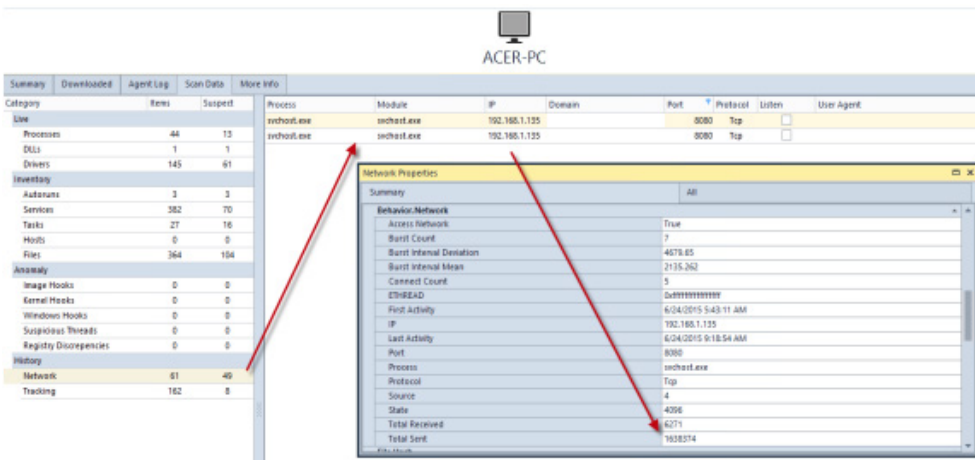 ACER-PC
Summary Downloaded Agent Log Scan Data More Info
Category Items Suspect
Live
Processes 44 13
DLLs 1 1
Drivers 145 61
Inventory
Autoruns 3 3
Services 382 70
Tasks 27 16
Hosts 0 0
Files 364 104
Anomaly
Image Hooks 0 0
Kernel Hooks 0 0
Windows Hooks 0 0
Suspicious Threads 0 0
Registry Discrepencies 0 0
History
Network 61 49
Tracking 162 8
Process Module IP Domain Port Protocol Listen User Agent
svchost.exe svchost.exe 192.168.1.135 8080 Tcp
svchost.exe svchost.exe 192.168.1.135 8080 Tcp
Network Properties
Summary All
Behavior.Network
Access Network True
Burst Count 7
Burst Interval Deviation 4679.65
Burst Interval Mean 2135.262
Connect Count 5
ETHREAD
First Activity 6/24/2015 5:43:11 AM
IP 192.168.1.135
Last Activity 6/24/2015 9:18:54 AM
Port 8080
Process svchost.exe
Protocol Tcp
Source 4
State 4096
Total Received 6271
Total Sent 1638374